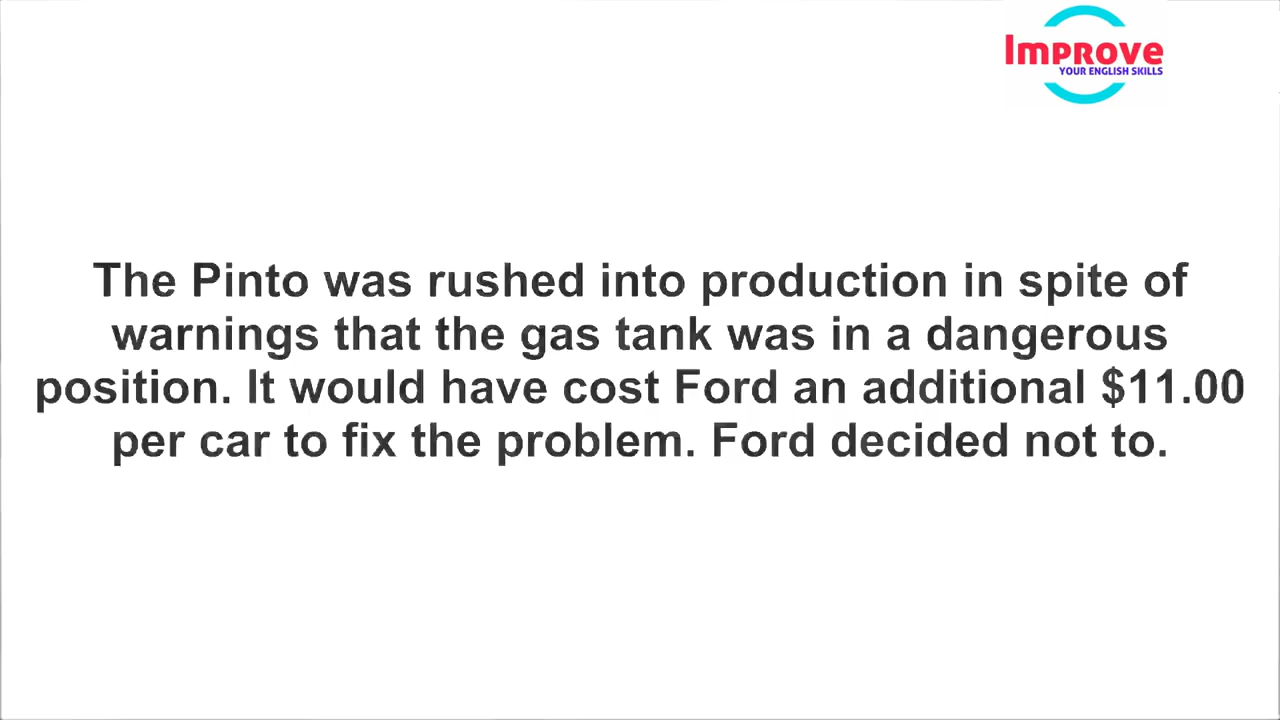 Improve
YOUR ENGLISH SKILLS
The Pinto was rushed into production in spite of
warnings that the gas tank was in a dangerous
position. It would have cost Ford an additional $11.00
per car to fix the problem. Ford decided not to.